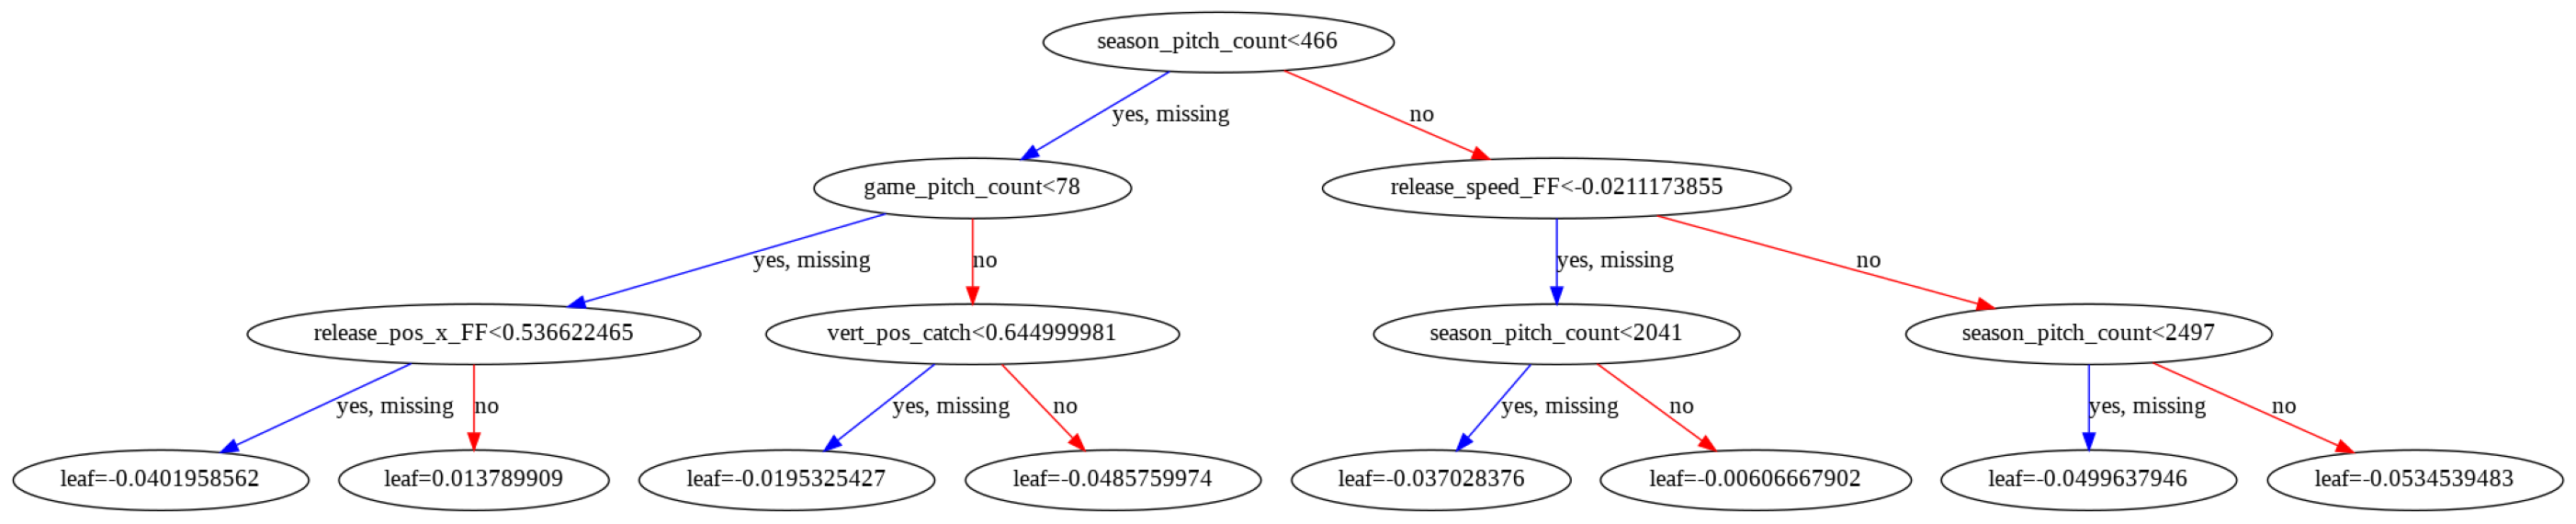 season_pitch_count<466
yes, missing
no
game_pitch_count<78
release_speed_FF<-0.0211173855
yes, missing
no
yes, missing
no
release_pos_x_FF<0.536622465
vert_pos_catch<0.644999981
season_pitch_count<2041
season_pitch_count<2497
yes, missing
no
yes, missing
no
yes, missing
no
yes, missing
no
leaf=-0.0401958562
leaf=0.013789909
leaf=-0.0195325427
leaf=-0.0485759974
leaf=-0.037028376
leaf=-0.00606667902
leaf=-0.0499637946
leaf=-0.0534539483